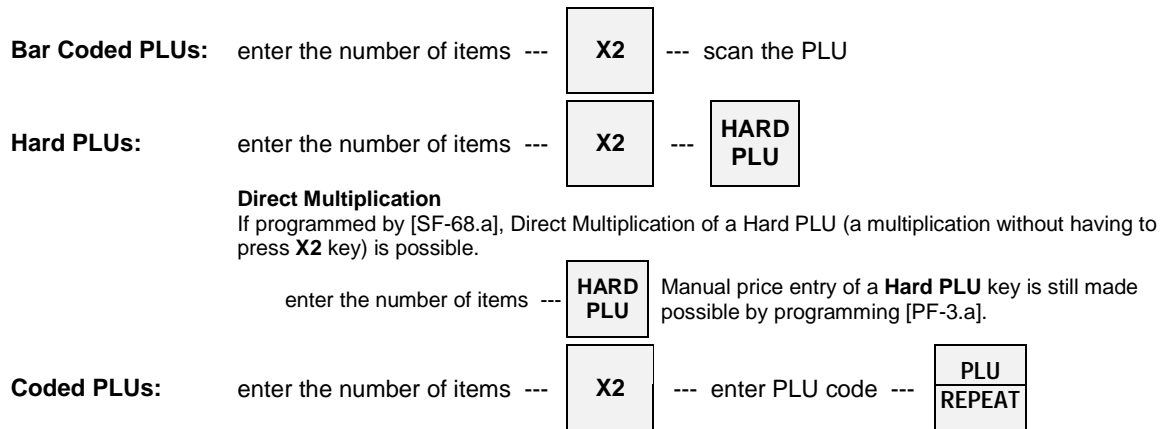 Bar Coded PLUs: enter the number of items --- X2 --- scan the PLU
Hard PLUs: enter the number of items --- X2 --- HARD PLU
Direct Multiplication
If programmed by [SF-68.a], Direct Multiplication of a Hard PLU (a multiplication without having to
press X2 key) is possible.
enter the number of items --- HARD PLU Manual price entry of a Hard PLU key is still made
possible by programming [PF-3.a].
Coded PLUs: enter the number of items --- X2 --- enter PLU code --- PLU REPEAT